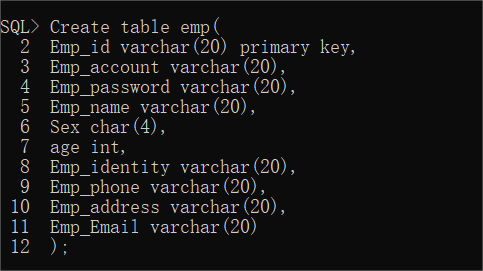 SQL> Create table emp(
2 Emp_id varchar(20) primary key,
3 Emp_account varchar(20),
4 Emp_password varchar(20),
5 Emp_name varchar(20),
6 Sex char(4),
7 age int,
8 Emp_identity varchar(20),
9 Emp_phone varchar(20),
10 Emp_address varchar(20),
11 Emp_Email varchar(20)
12 );